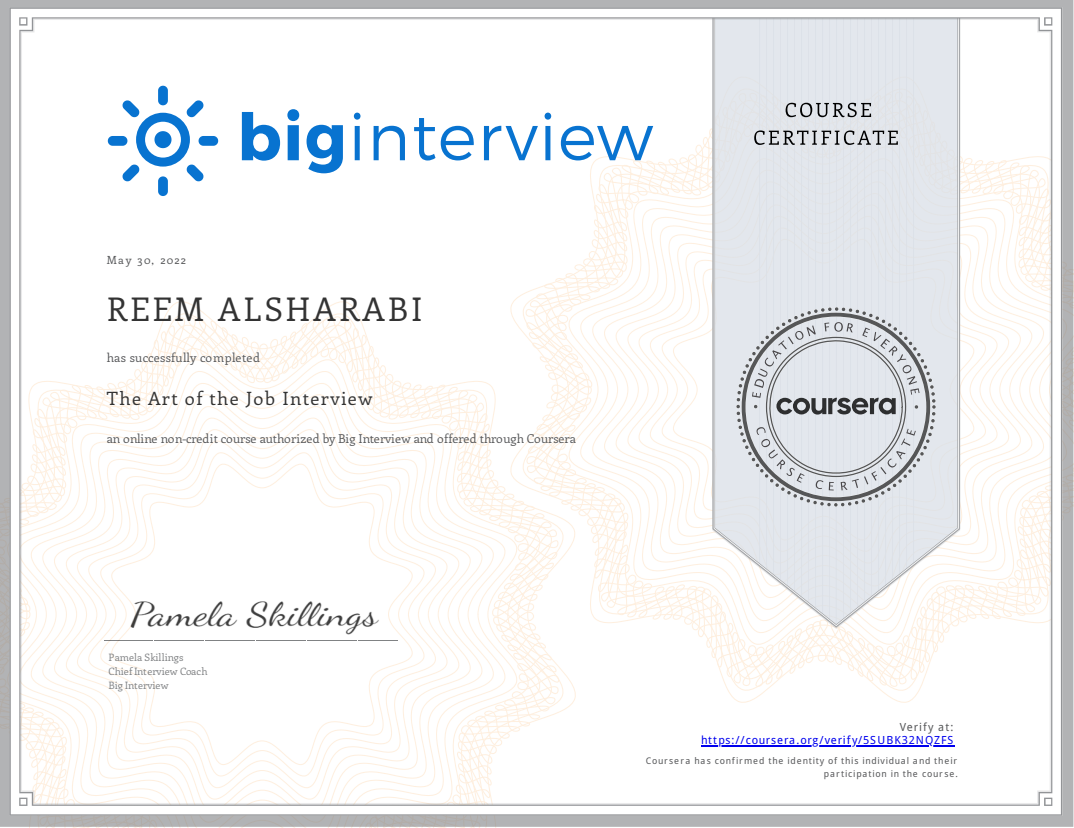 biginterview
COURSE
CERTIFICATE
May 30, 2022
REEM ALSHARABI
has successfully completed
The Art of the Job Interview
an online non-credit course authorized by Big Interview and offered through Coursera
EDUCATION FOR EVERYONE
coursera
COURSE CERTIFICATE
Pamela Skillings
Pamela Skillings
Chief Interview Coach
Big Interview
Verify at:
https://coursera.org/verify/5SUBK32NQZFS
Coursera has confirmed the identity of this individual and their
participation in the course.